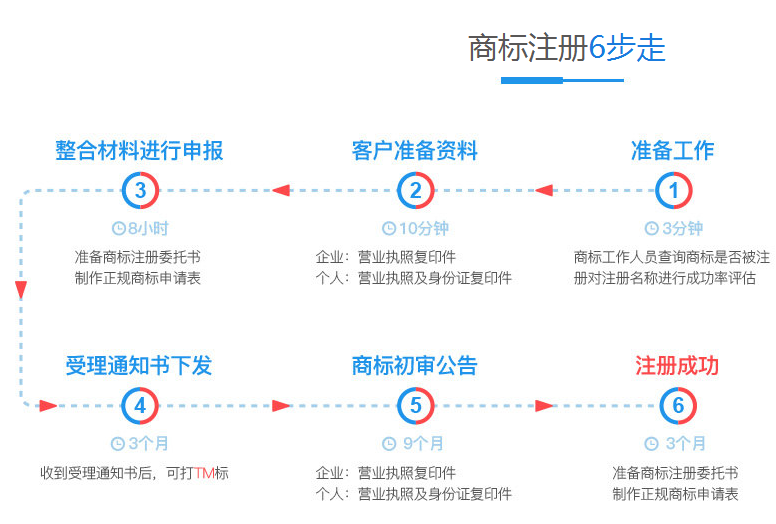 商标注册6步走
准备工作
1
3分钟
商标工作人员查询商标是否被注
册对注册名称进行成功率评估
客户准备资料
2
10分钟
企业：营业执照复印件
个人：营业执照及身份证复印件
整合材料进行申报
3
8小时
准备商标注册委托书
制作正规商标申请表
受理通知书下发
4
3个月
收到受理通知书后，可打TM标
商标初审公告
5
9个月
企业：营业执照复印件
个人：营业执照及身份证复印件
注册成功
6
3个月
准备商标注册委托书
制作正规商标申请表